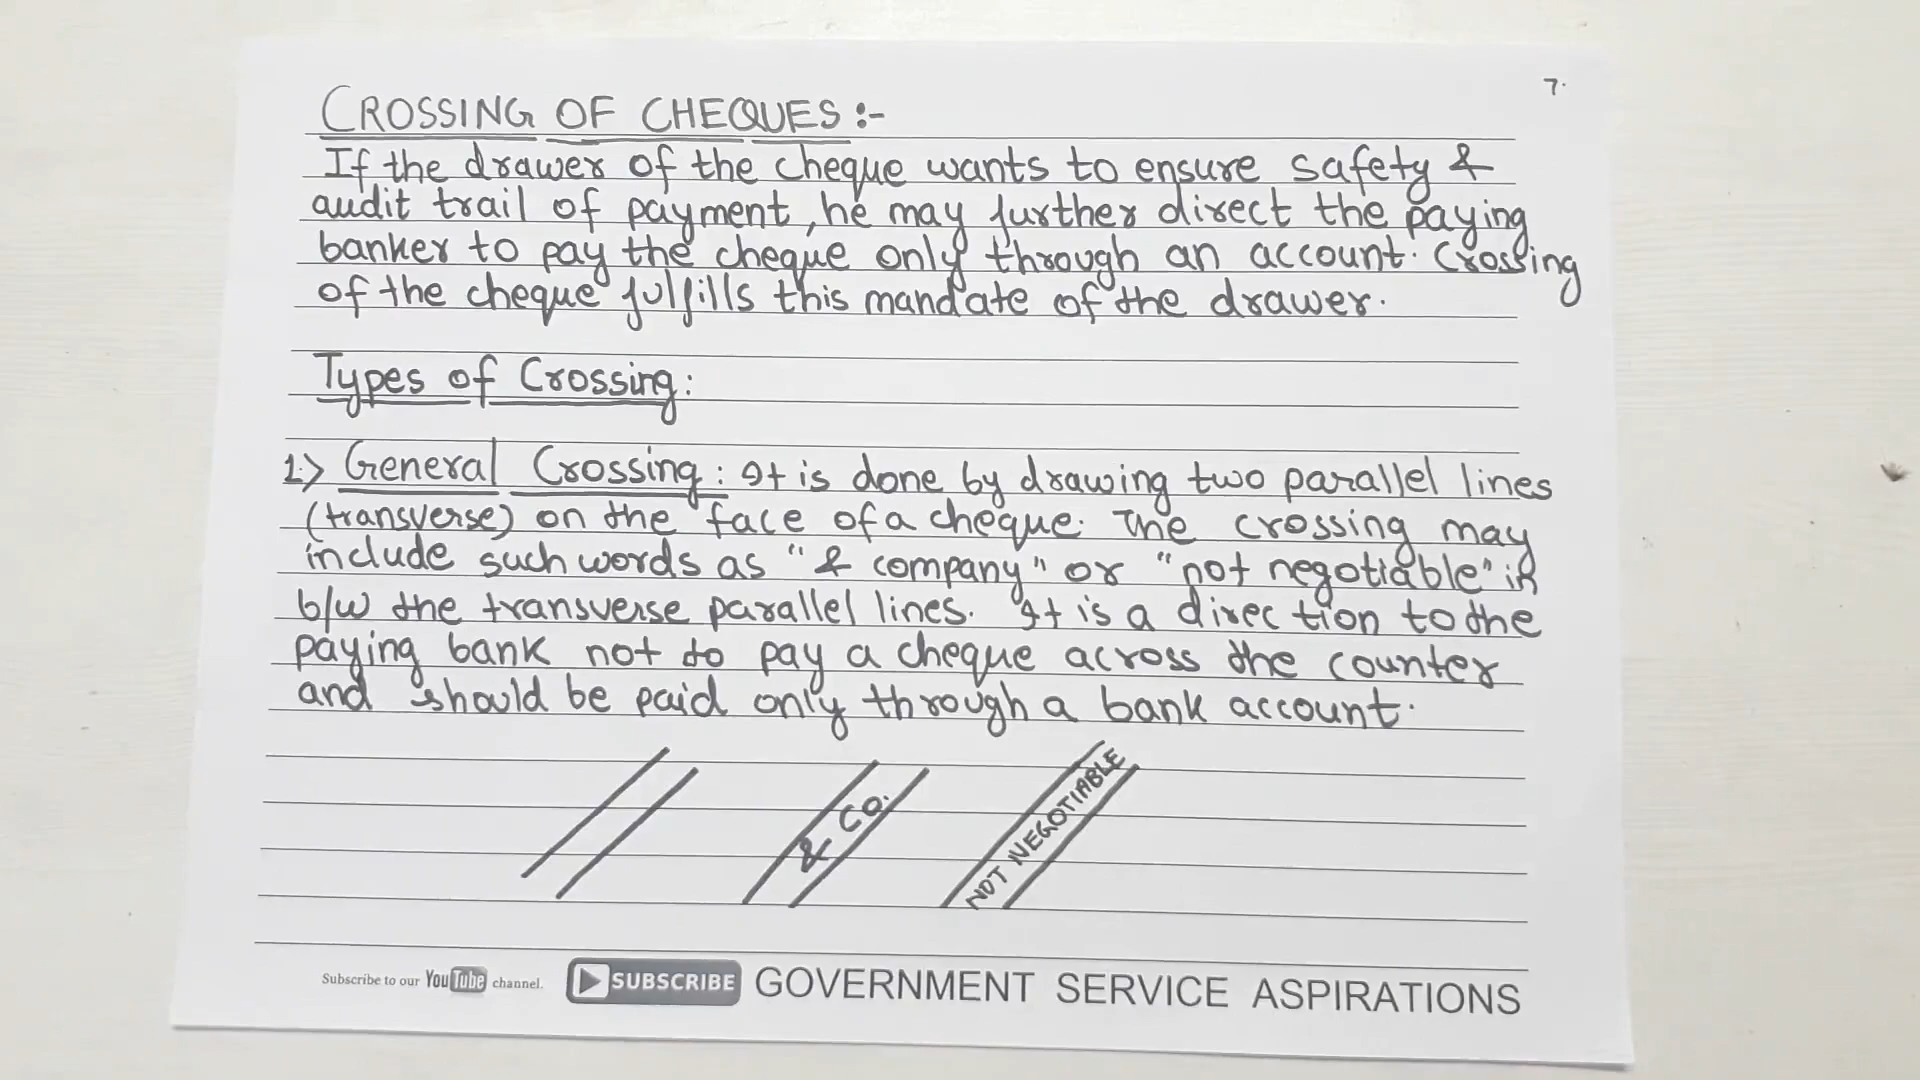 7.
CROSSING OF CHEQUES :-
If the drawer of the cheque wants to ensure safety &
audit trail of payment, he may further direct the paying
banker to pay the cheque only through an account. Crossing
of the cheque fulfills this mandate of the drawer.
Types of Crossing:
1.> General Crossing: It is done by drawing two parallel lines
(transverse) on the face of a cheque. The crossing may
include such words as "& company" or "not negotiable" in
b/w the transverse parallel lines. It is a direction to the
paying bank not to pay a cheque across the counter
and should be paid only through a bank account.
& CO.
NOT NEGOTIABLE
Subscribe to our YouTube channel. SUBSCRIBE GOVERNMENT SERVICE ASPIRATIONS